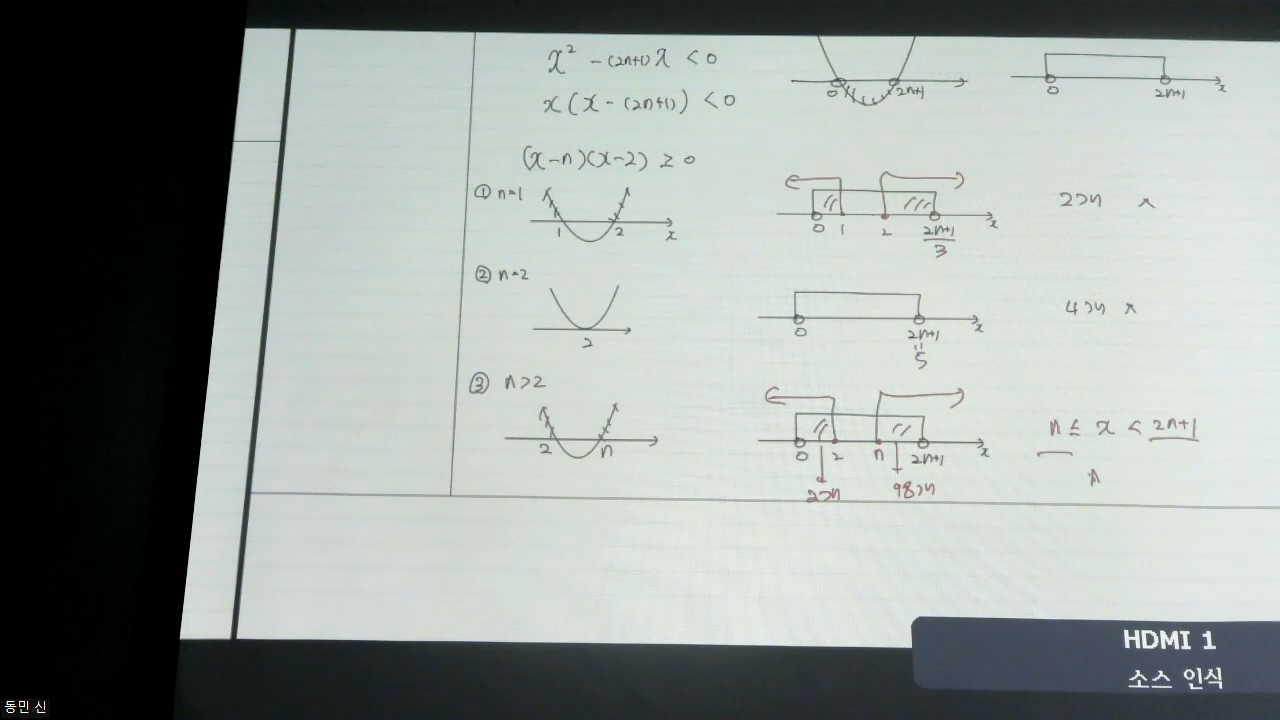 x² - (2n+1)x < 0
0 2n+1
0 2n+1 x
x(x - (2n+1)) < 0
(x-n)(x-2) ≥ 0
① n=1
1 2 x
0 1 2 2n+1 x
3
2개 ×
② n=2
2
0 2n+1 x
5
4개 ×
③ n>2
2 n
0 2 n 2n+1 x
2개 98개
n ≤ x < 2n+1
HDMI 1
소스 인식
동민 신